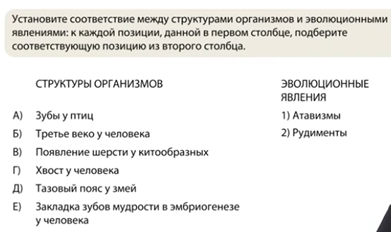 Установите соответствие между структурами организмов и эволюционными
явлениями: к каждой позиции, данной в первом столбце, подберите
соответствующую позицию из второго столбца.
СТРУКТУРЫ ОРГАНИЗМОВ
А) Зубы у птиц
Б) Третье веко у человека
В) Появление шерсти у китообразных
Г) Хвост у человека
Д) Тазовый пояс у змей
Е) Закладка зубов мудрости в эмбриогенезе
у человека
ЭВОЛЮЦИОННЫЕ
ЯВЛЕНИЯ
1) Атавизмы
2) Рудименты